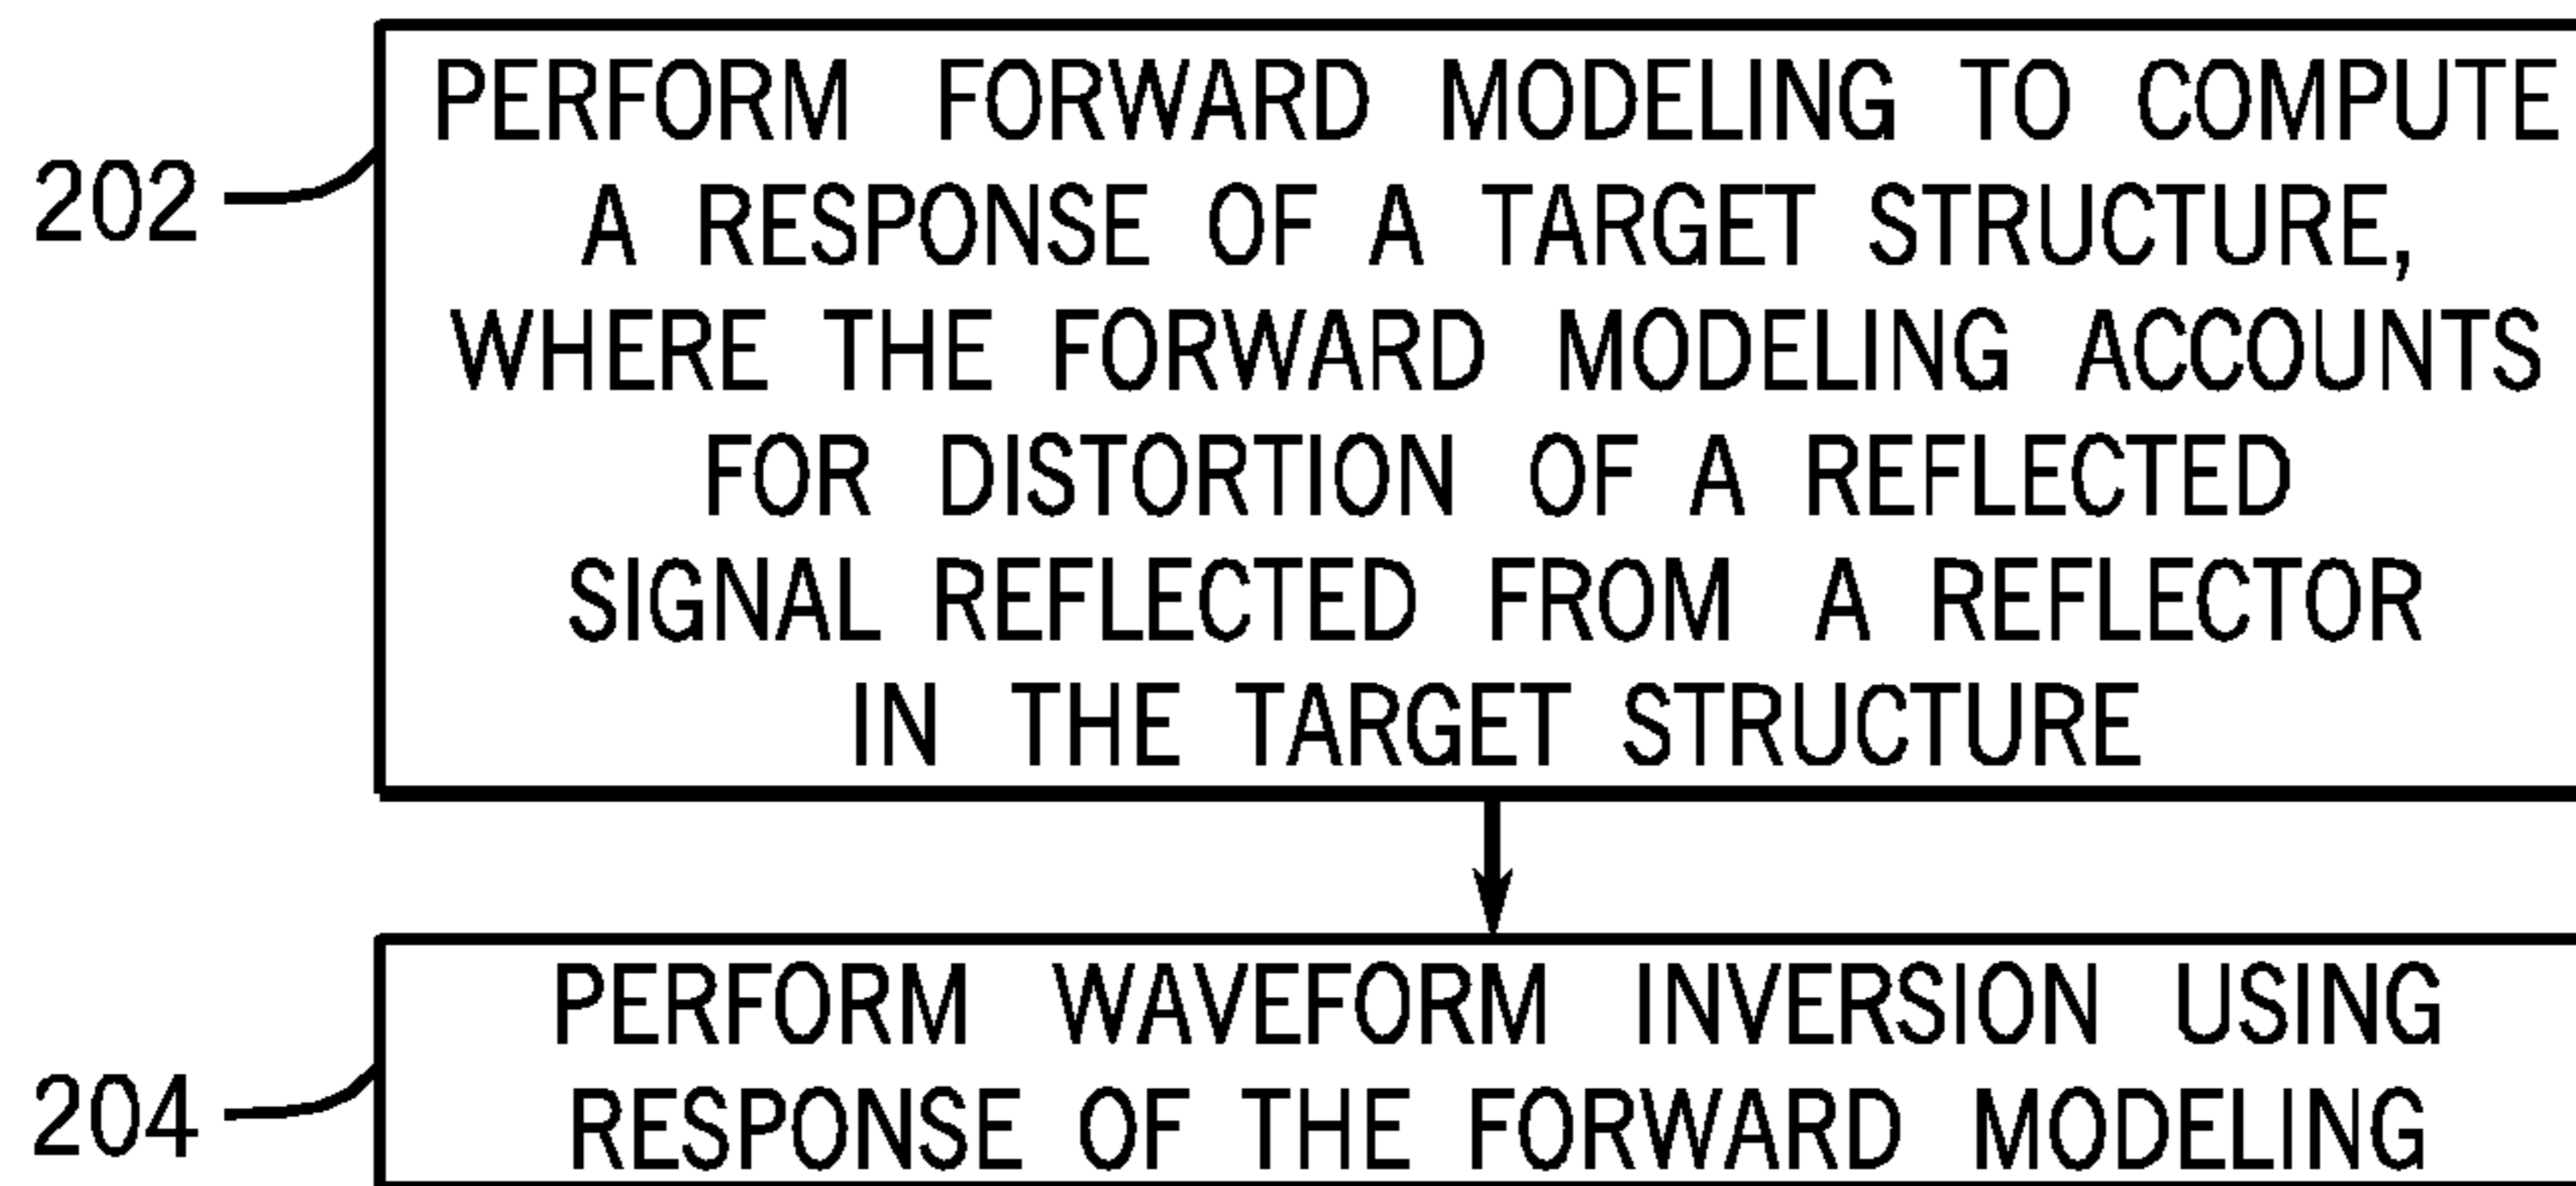 PERFORM FORWARD MODELING TO COMPUTE
A RESPONSE OF A TARGET STRUCTURE,
WHERE THE FORWARD MODELING ACCOUNTS
FOR DISTORTION OF A REFLECTED
SIGNAL REFLECTED FROM A REFLECTOR
IN THE TARGET STRUCTURE
202
PERFORM WAVEFORM INVERSION USING
RESPONSE OF THE FORWARD MODELING
204